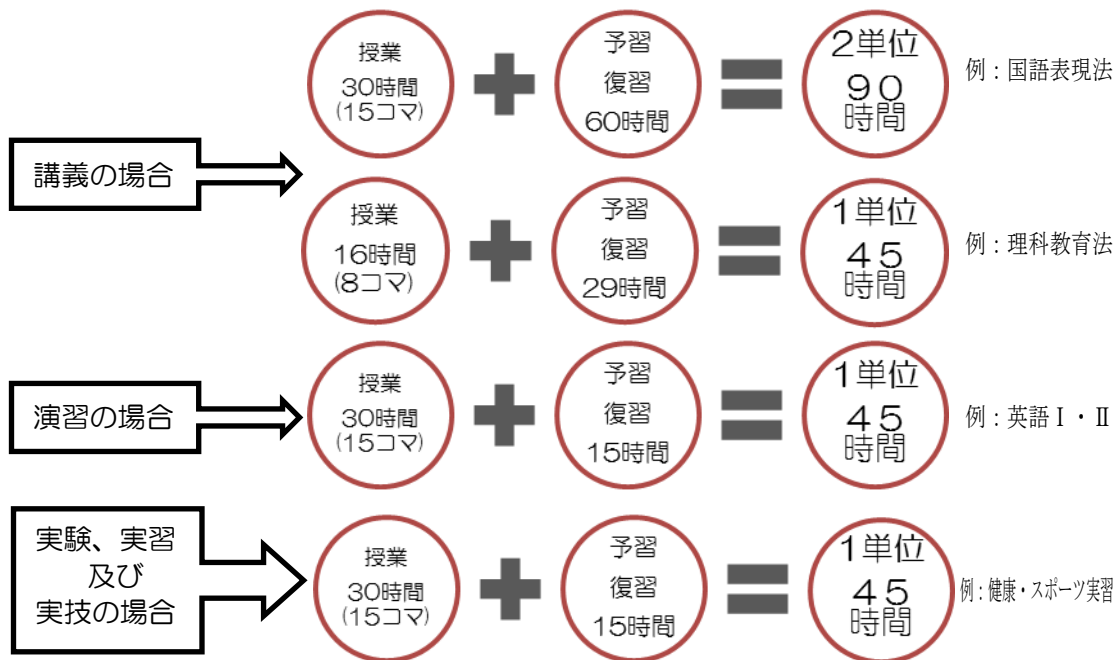 講義の場合
授業
30時間
(15コマ)
予習
復習
60時間
2単位
90
時間
例:国語表現法
授業
16時間
(8コマ)
予習
復習
29時間
1単位
45
時間
例:理科教育法
演習の場合
授業
30時間
(15コマ)
予習
復習
15時間
1単位
45
時間
例:英語Ⅰ・Ⅱ
実験、実習
及び
実技の場合
授業
30時間
(15コマ)
予習
復習
15時間
1単位
45
時間
例:健康・スポーツ実習